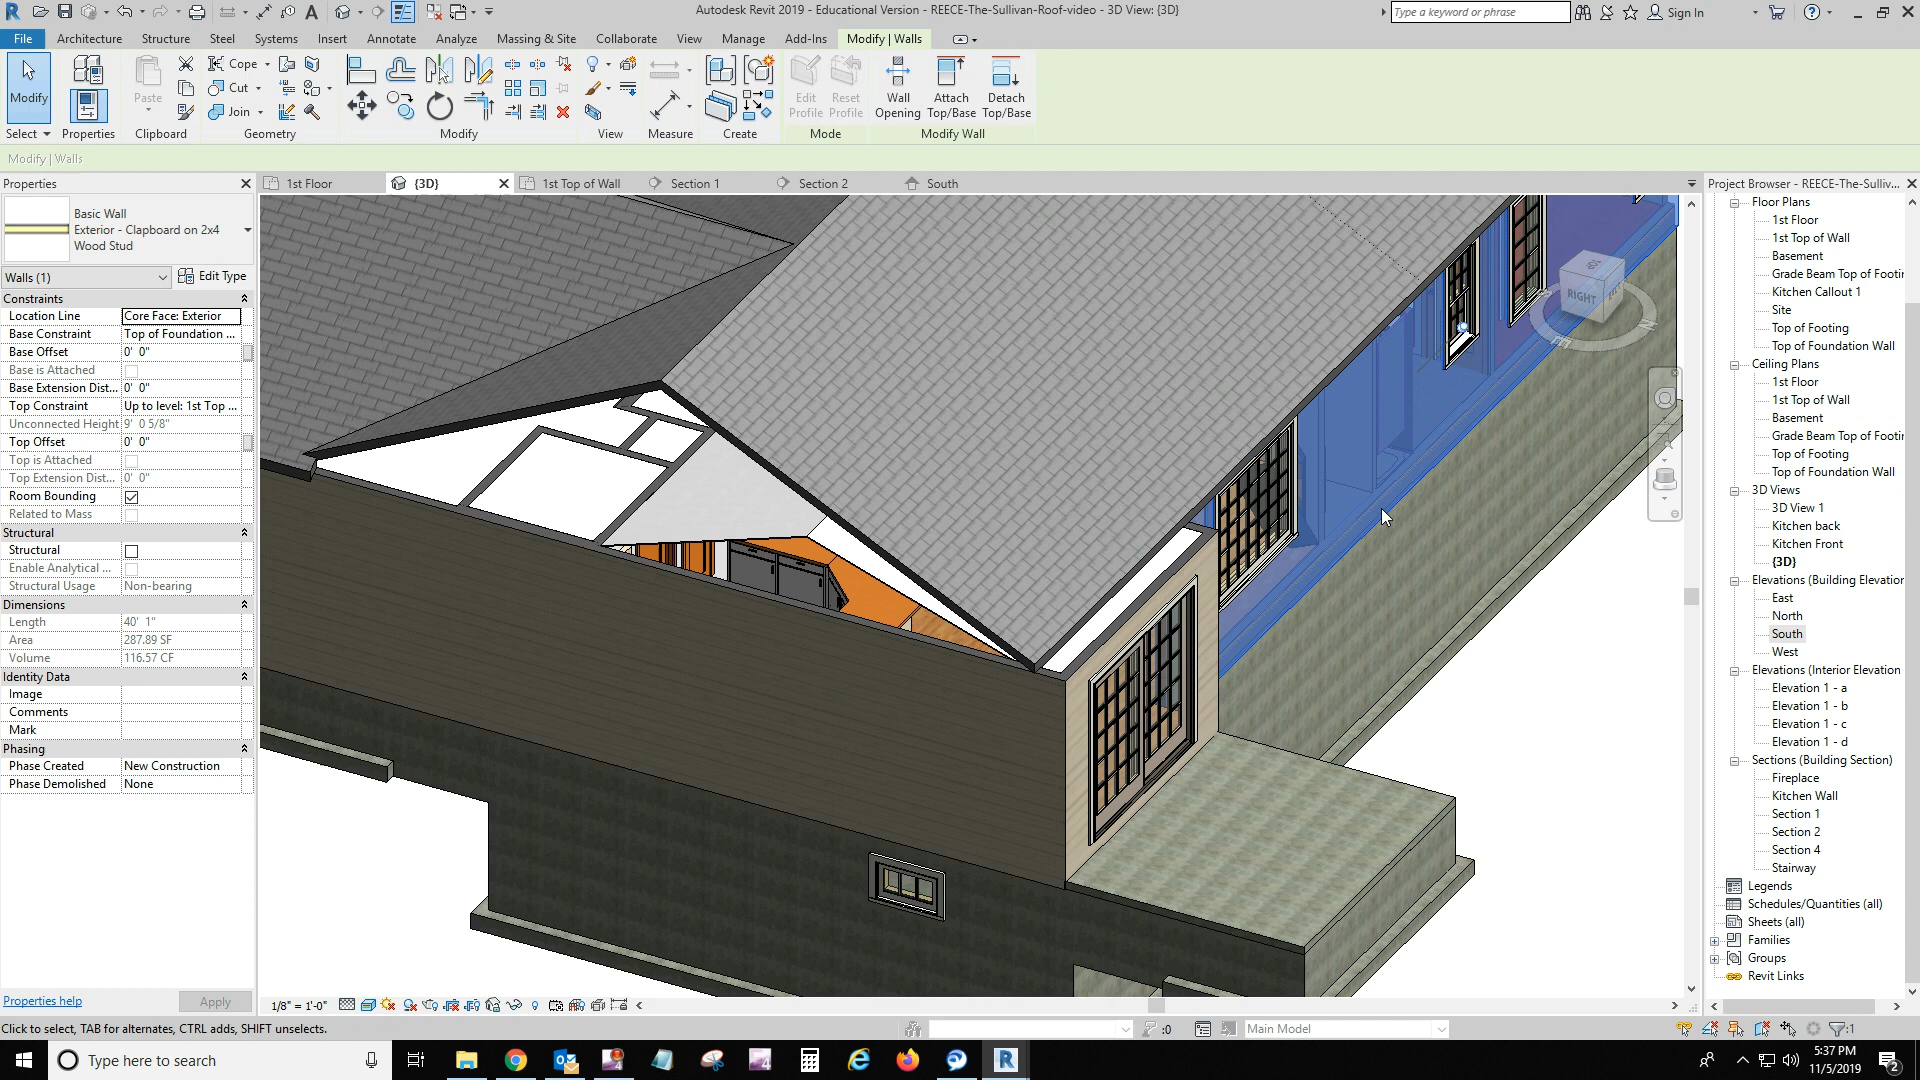 Autodesk Revit 2019 - Educational Version - REECE-The-Sullivan-Roof-video - 3D View: {3D}
Type a keyword or phrase
Sign In
File
Architecture
Structure
Steel
Systems
Insert
Annotate
Analyze
Massing & Site
Collaborate
View
Manage
Add-Ins
Modify | Walls
Modify
Paste
Cope
Cut
Join
Edit
Profile
Reset
Profile
Wall
Opening
Attach
Top/Base
Detach
Top/Base
Select
Properties
Clipboard
Geometry
Modify
View
Measure
Create
Mode
Modify Wall
Modify | Walls
Properties
1st Floor
{3D}
1st Top of Wall
Section 1
Section 2
South
Project Browser - REECE-The-Sulliv...
Basic Wall
Exterior - Clapboard on 2x4
Wood Stud
Walls (1)
Edit Type
Constraints
Location Line Core Face: Exterior
Base Constraint Top of Foundation ...
Base Offset 0' 0"
Base is Attached
Base Extension Dist... 0' 0"
Top Constraint Up to level: 1st Top ...
Unconnected Height 9' 0 5/8"
Top Offset 0' 0"
Top is Attached
Top Extension Dist... 0' 0"
Room Bounding
Related to Mass
Structural
Structural
Enable Analytical ...
Structural Usage Non-bearing
Dimensions
Length 40' 1"
Area 287.89 SF
Volume 116.57 CF
Identity Data
Image
Comments
Mark
Phasing
Phase Created New Construction
Phase Demolished None
Properties help
Apply
RIGHT
Floor Plans
1st Floor
1st Top of Wall
Basement
Grade Beam Top of Footin
Kitchen Callout 1
Site
Top of Footing
Top of Foundation Wall
Ceiling Plans
1st Floor
1st Top of Wall
Basement
Grade Beam Top of Footin
Top of Footing
Top of Foundation Wall
3D Views
3D View 1
Kitchen back
Kitchen Front
{3D}
Elevations (Building Elevation
East
North
South
West
Elevations (Interior Elevation
Elevation 1 - a
Elevation 1 - b
Elevation 1 - c
Elevation 1 - d
Sections (Building Section)
Fireplace
Kitchen Wall
Section 1
Section 2
Section 4
Stairway
Legends
Schedules/Quantities (all)
Sheets (all)
Families
Groups
Revit Links
1/8" = 1'-0"
Click to select, TAB for alternates, CTRL adds, SHIFT unselects.
:0
Main Model
:1
Type here to search
5:37 PM
11/5/2019
2